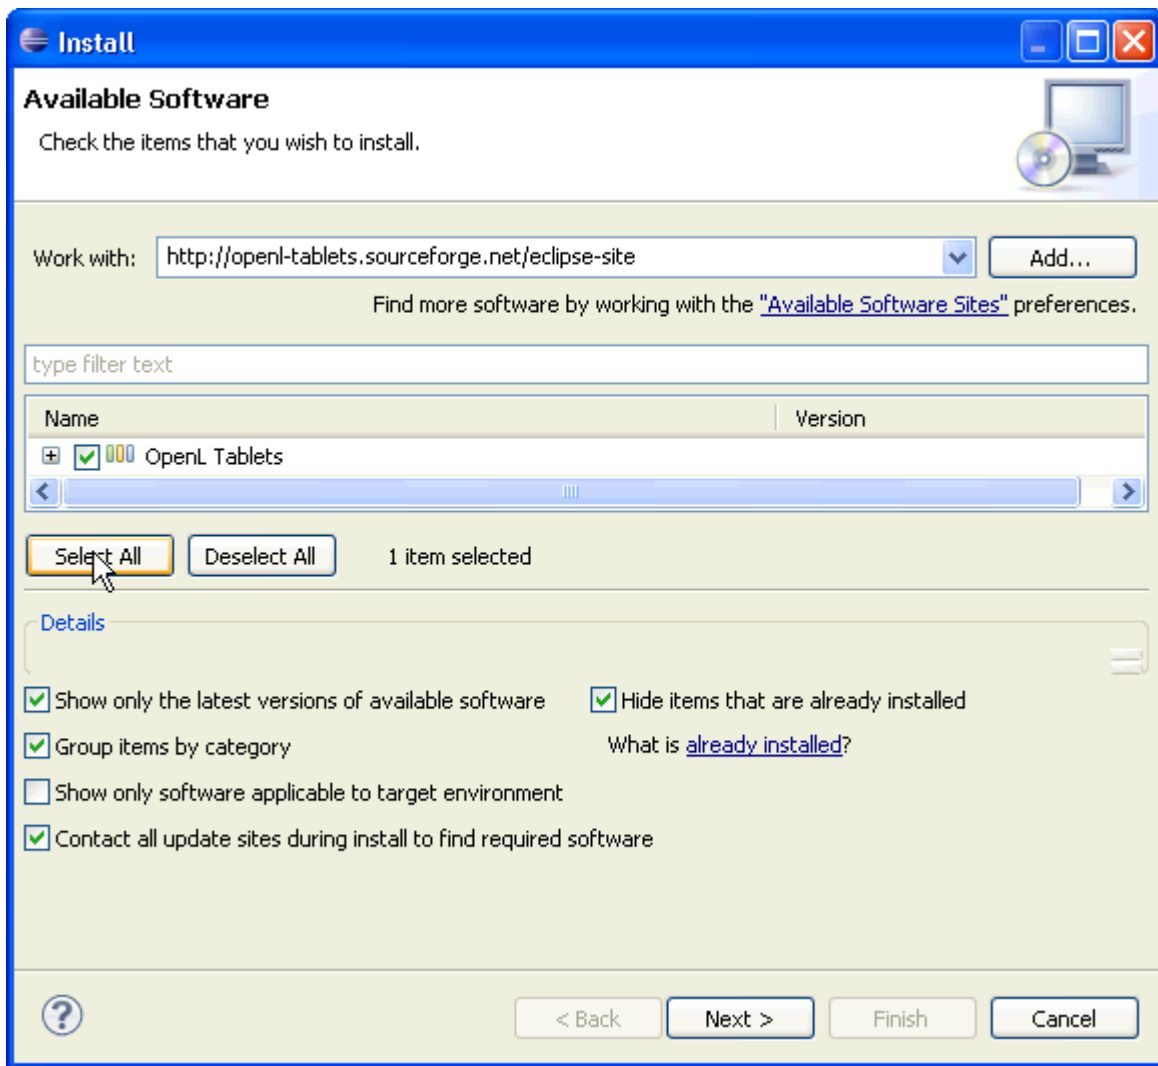 Install
Available Software
Check the items that you wish to install.
Work with: http://openl-tablets.sourceforge.net/eclipse-site Add...
Find more software by working with the "Available Software Sites" preferences.
type filter text
Name Version
OpenL Tablets
Select All Deselect All 1 item selected
Details
Show only the latest versions of available software Hide items that are already installed
Group items by category What is already installed?
Show only software applicable to target environment
Contact all update sites during install to find required software
? < Back Next > Finish Cancel